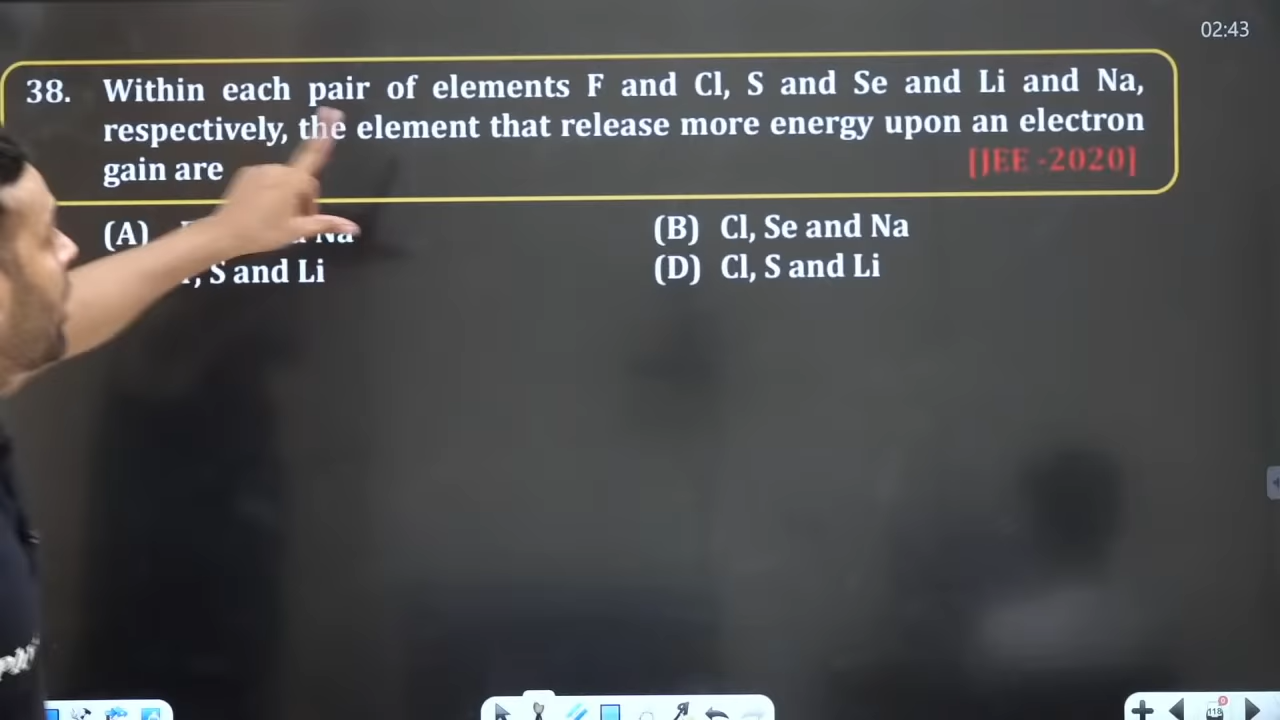 02:43
38. Within each pair of elements F and Cl, S and Se and Li and Na,
respectively, the element that release more energy upon an electron
gain are
[JEE -2020]
(A) Na
(B) Cl, Se and Na
, S and Li
(D) Cl, S and Li
118